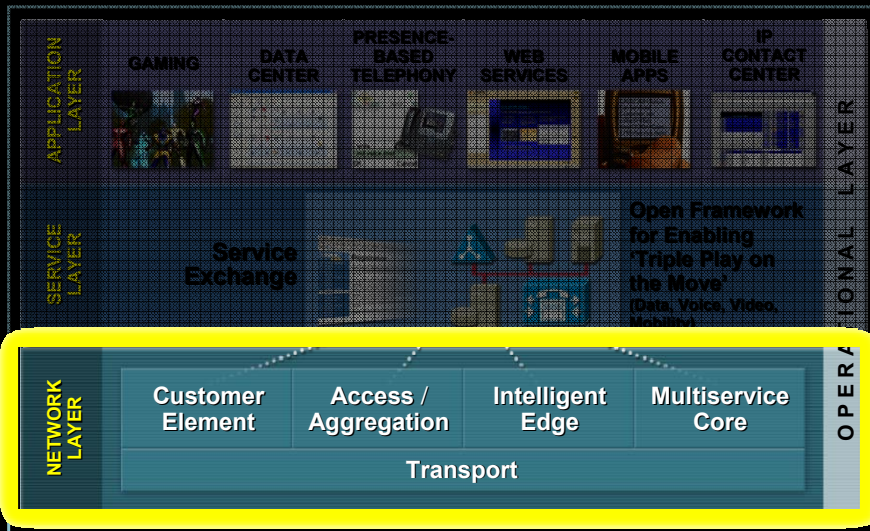 APPLICATION
LAYER
GAMING
DATA
CENTER
PRESENCE-
BASED
TELEPHONY
WEB
SERVICES
MOBILE
APPS
IP
CONTACT
CENTER
SERVICE
LAYER
Service
Exchange
Open Framework
for Enabling
'Triple Play on
the Move'
(Data, Voice, Video,
Mobility)
NETWORK
LAYER
Customer
Element
Access /
Aggregation
Intelligent
Edge
Multiservice
Core
Transport
OPERATIONAL LAYER